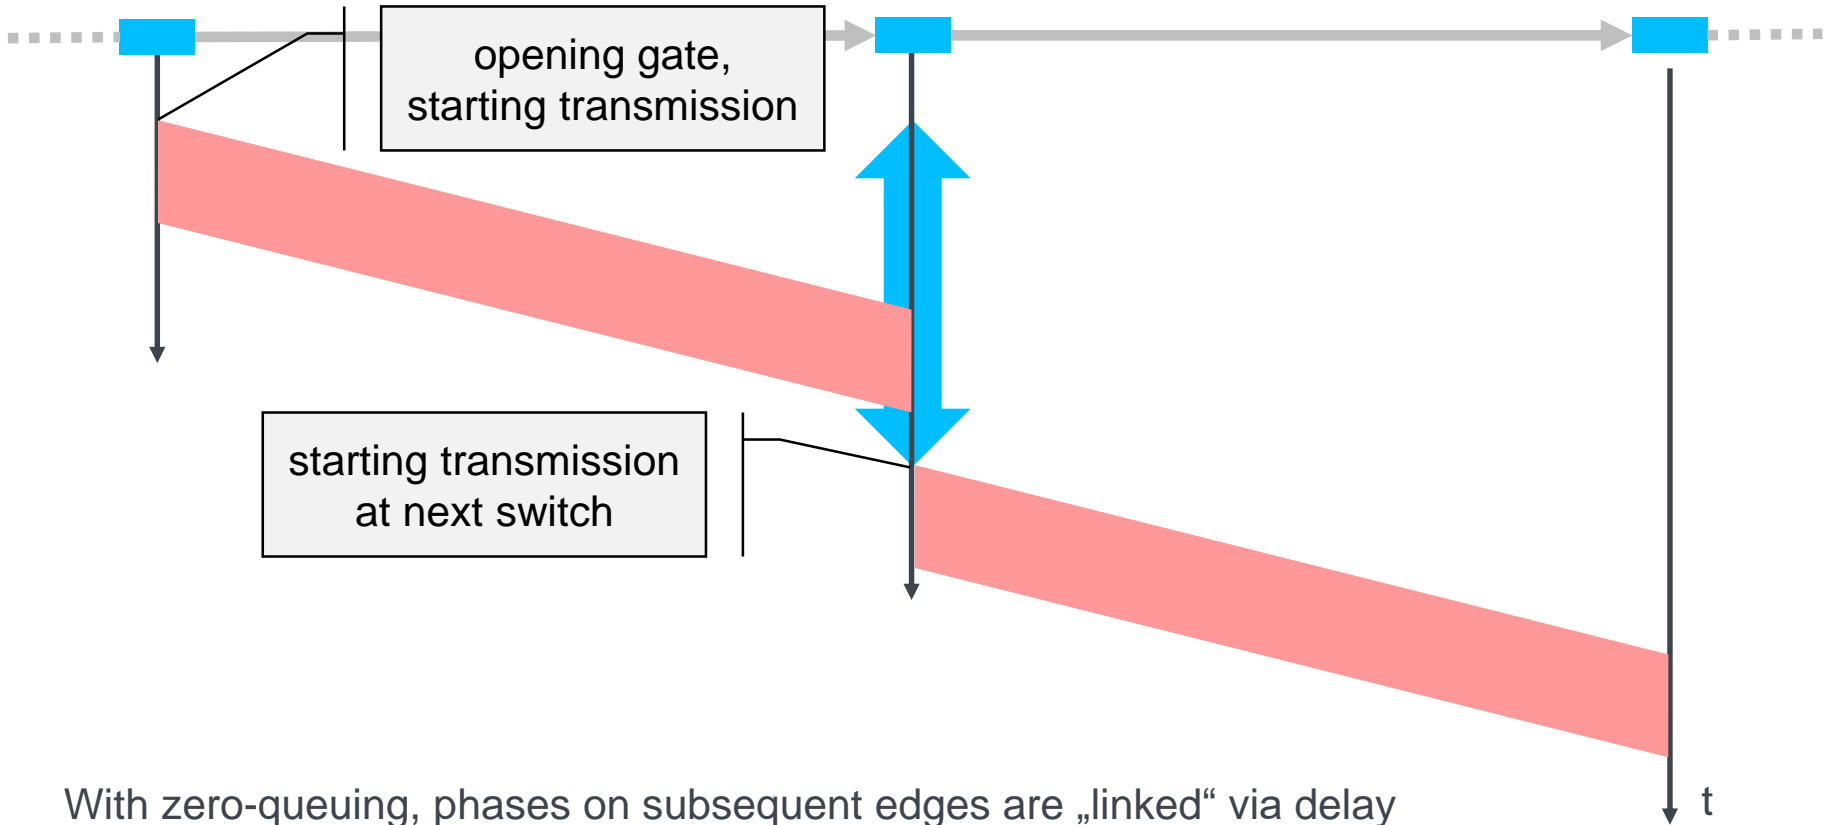 opening gate,
starting transmission
starting transmission
at next switch
With zero-queuing, phases on subsequent edges are „linked“ via delay
t